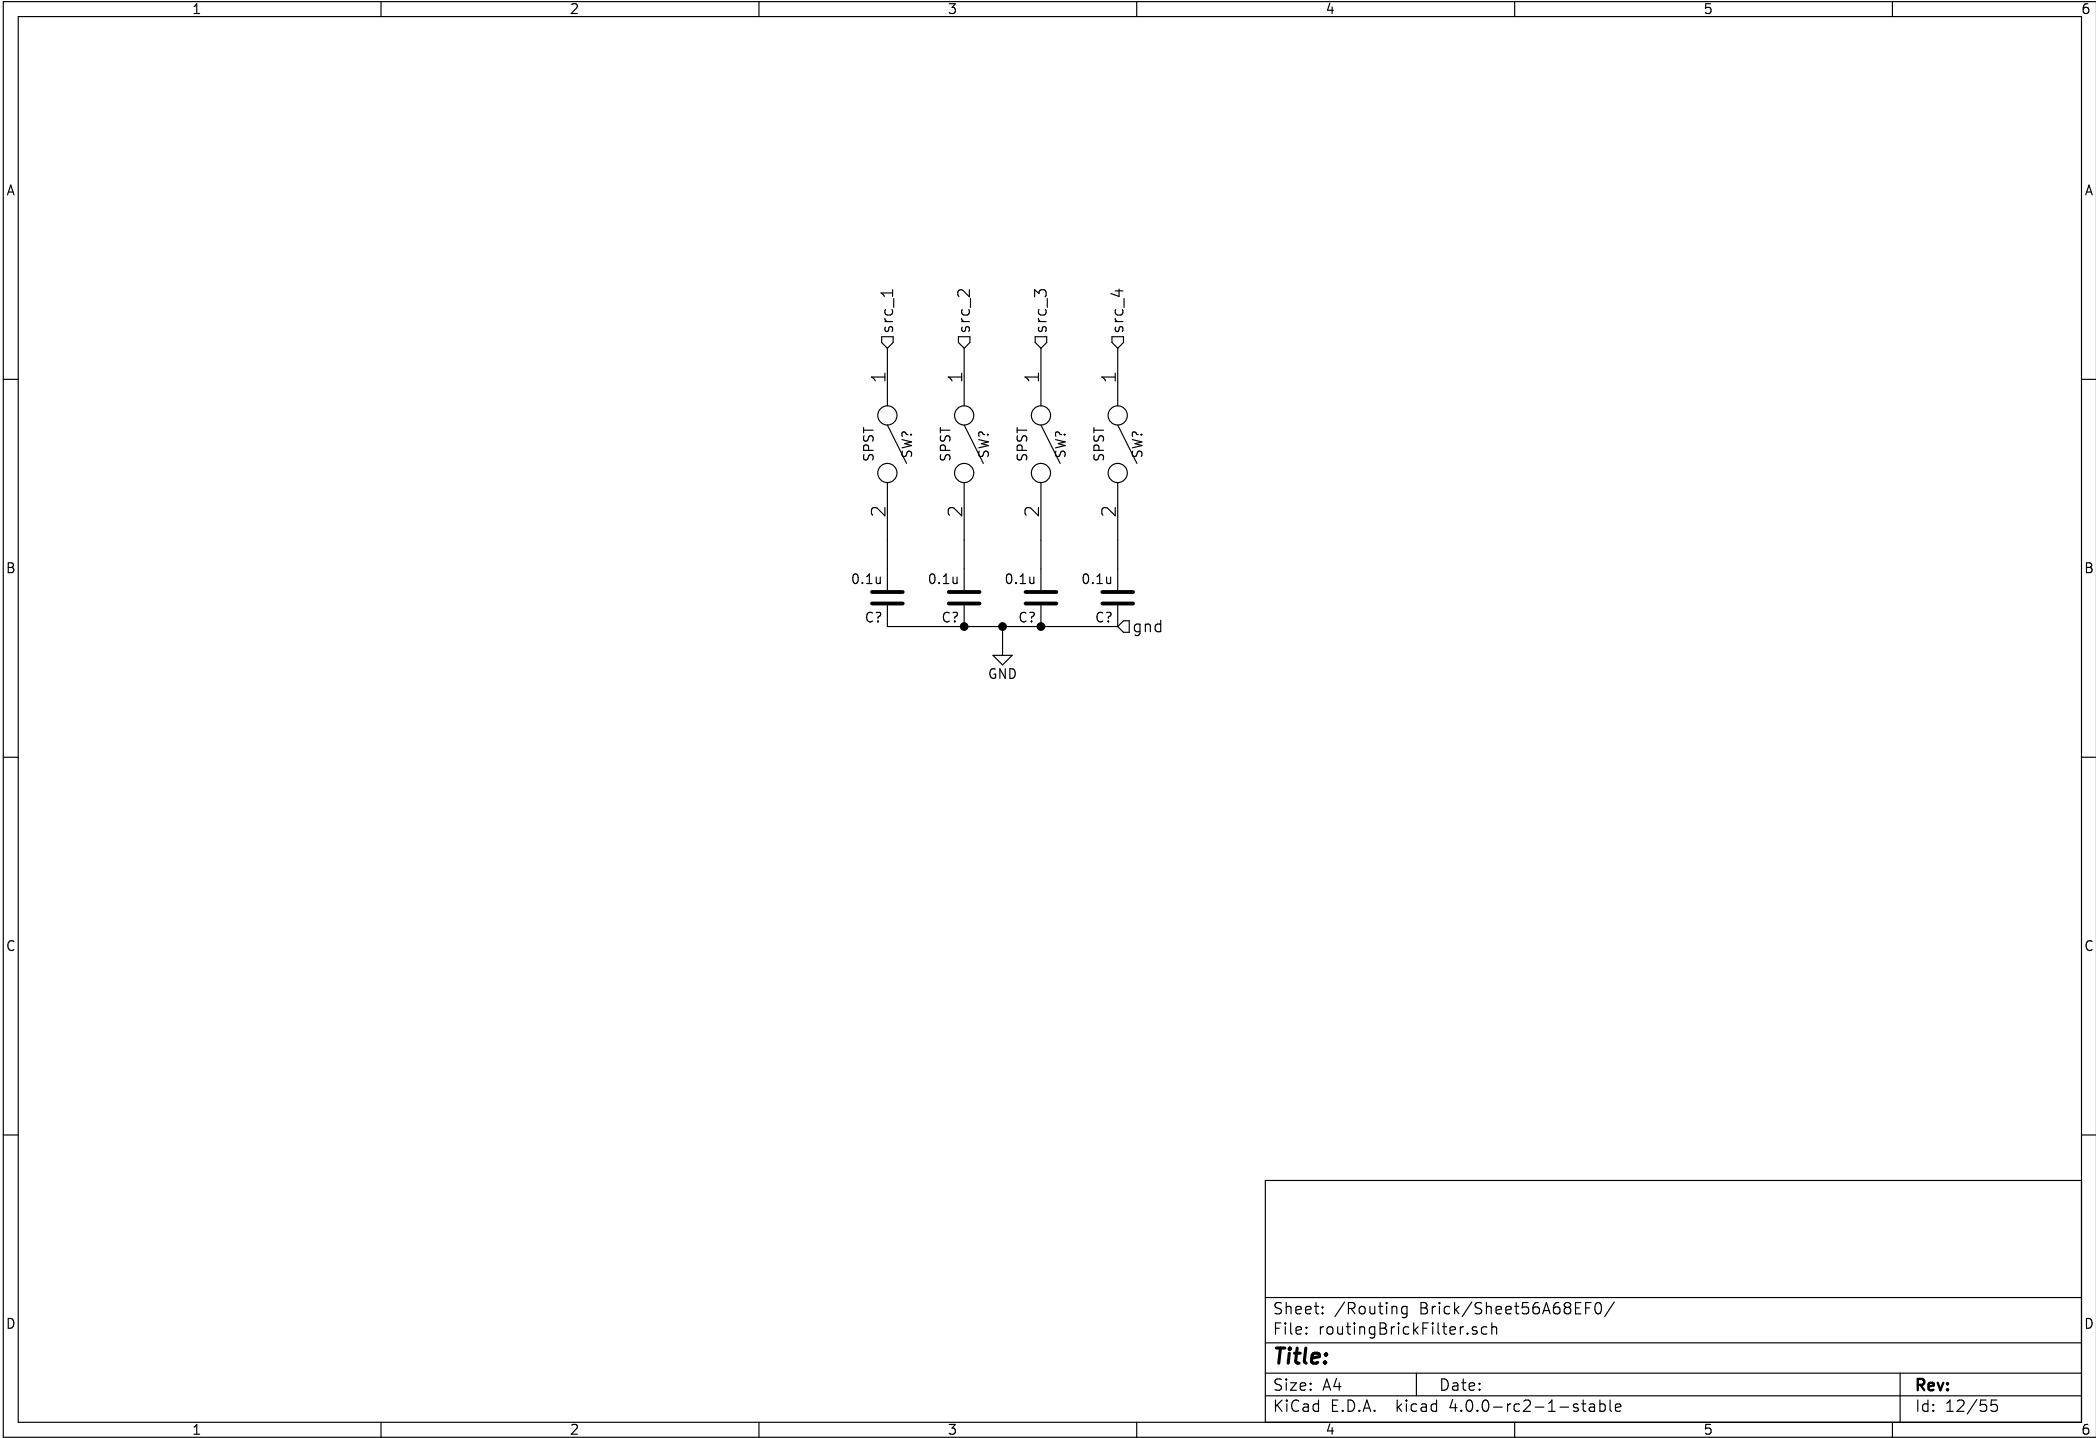 1 2 3 4 5 6
A A
src_1 src_2 src_3 src_4
1 1 1 1
SPST SW? SPST SW? SPST SW? SPST SW?
2 2 2 2
B B
0.1u 0.1u 0.1u 0.1u
C? C? C? C?
gnd
GND
C C
Sheet: /Routing Brick/Sheet56A68EF0/
D D
File: routingBrickFilter.sch
Title:
Size: A4 Date: Rev:
KiCad E.D.A. kicad 4.0.0-rc2-1-stable Id: 12/55
1 2 3 4 5 6